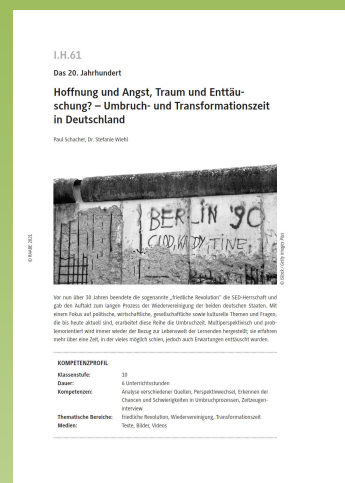 I.H.61
Das 20. Jahrhundert
Hoffnung und Angst, Traum und Enttäu-
schung? – Umbruch- und Transformationszeit
in Deutschland
Paul Schacher, Dr. Stefanie Wiehl
BERLIN '90
© RAABE 2021
Vor nun über 30 Jahren beendete die sogenannte „friedliche Revolution“ die SED-Herrschaft und
gab den Auftakt zum langen Prozess der Wiedervereinigung der beiden deutschen Staaten. Mit
einem Fokus auf politische, wirtschaftliche, gesellschaftliche sowie kulturelle Themen und Fragen,
die bis heute aktuell sind, erarbeitet diese Reihe die Umbruchzeit. Multiperspektivisch und prob-
lemorientiert wird immer wieder der Bezug zur Lebenswelt der Lernenden hergestellt; sie erfahren
mehr über eine Zeit, in der vieles möglich schien, jedoch auch Erwartungen enttäuscht wurden.
KOMPETENZPROFIL
Klassenstufe: 10
Dauer: 6 Unterrichtsstunden
Kompetenzen: Analyse verschiedener Quellen, Perspektivwechsel, Erkennen der
Chancen und Schwierigkeiten in Umbruchprozessen, Zeitzeugen-
interview
Thematische Bereiche: Friedliche Revolution, Wiedervereinigung, Transformationszeit
Medien: Texte, Bilder, Videos